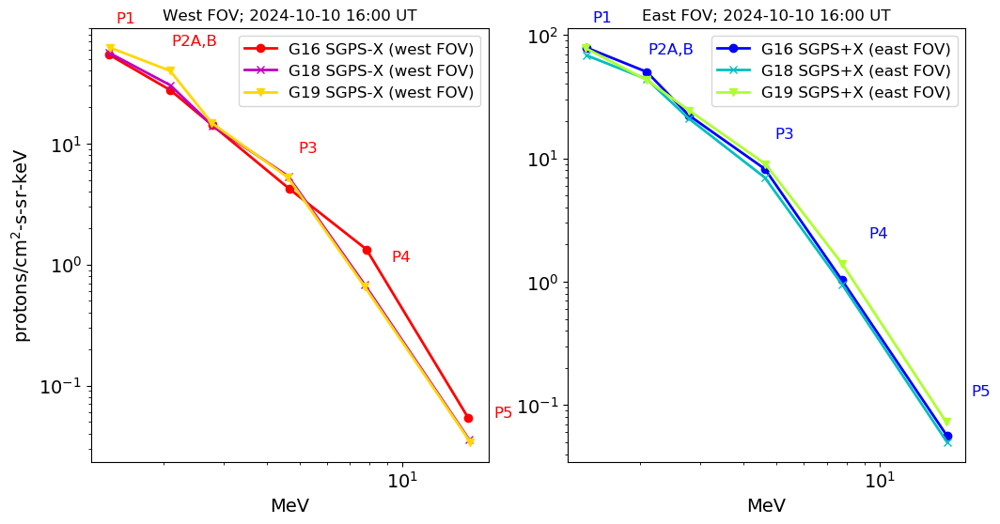 P1
West FOV; 2024-10-10 16:00 UT
P2A,B
G16 SGPS-X (west FOV)
G18 SGPS-X (west FOV)
G19 SGPS-X (west FOV)
P3
P4
P5
protons/cm²-s-sr-keV
10¹
10⁰
10⁻¹
10¹
MeV
P1
East FOV; 2024-10-10 16:00 UT
P2A,B
G16 SGPS+X (east FOV)
G18 SGPS+X (east FOV)
G19 SGPS+X (east FOV)
P3
P4
P5
10²
10¹
10⁰
10⁻¹
10¹
MeV